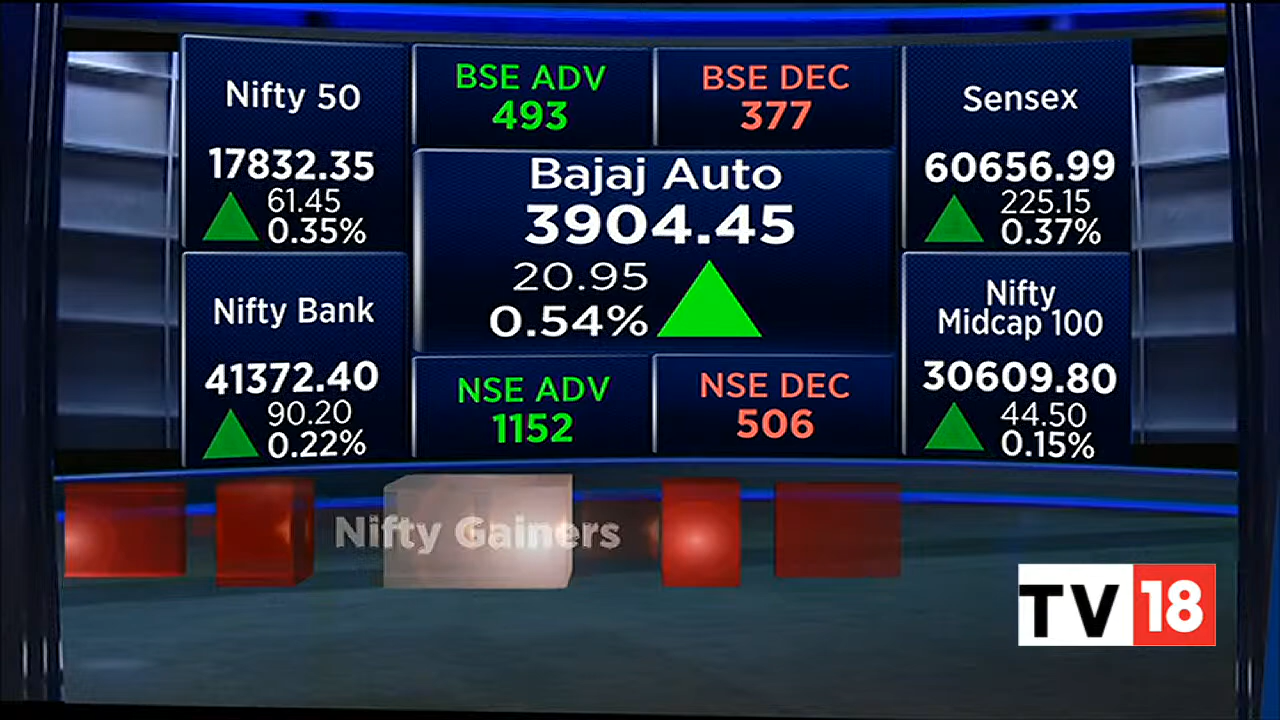 Nifty 50
17832.35
61.45
0.35%
BSE ADV
493
BSE DEC
377
Sensex
60656.99
225.15
0.37%
Bajaj Auto
3904.45
20.95
0.54%
Nifty Bank
41372.40
90.20
0.22%
NSE ADV
1152
NSE DEC
506
Nifty
Midcap 100
30609.80
44.50
0.15%
Nifty Gainers
TV 18